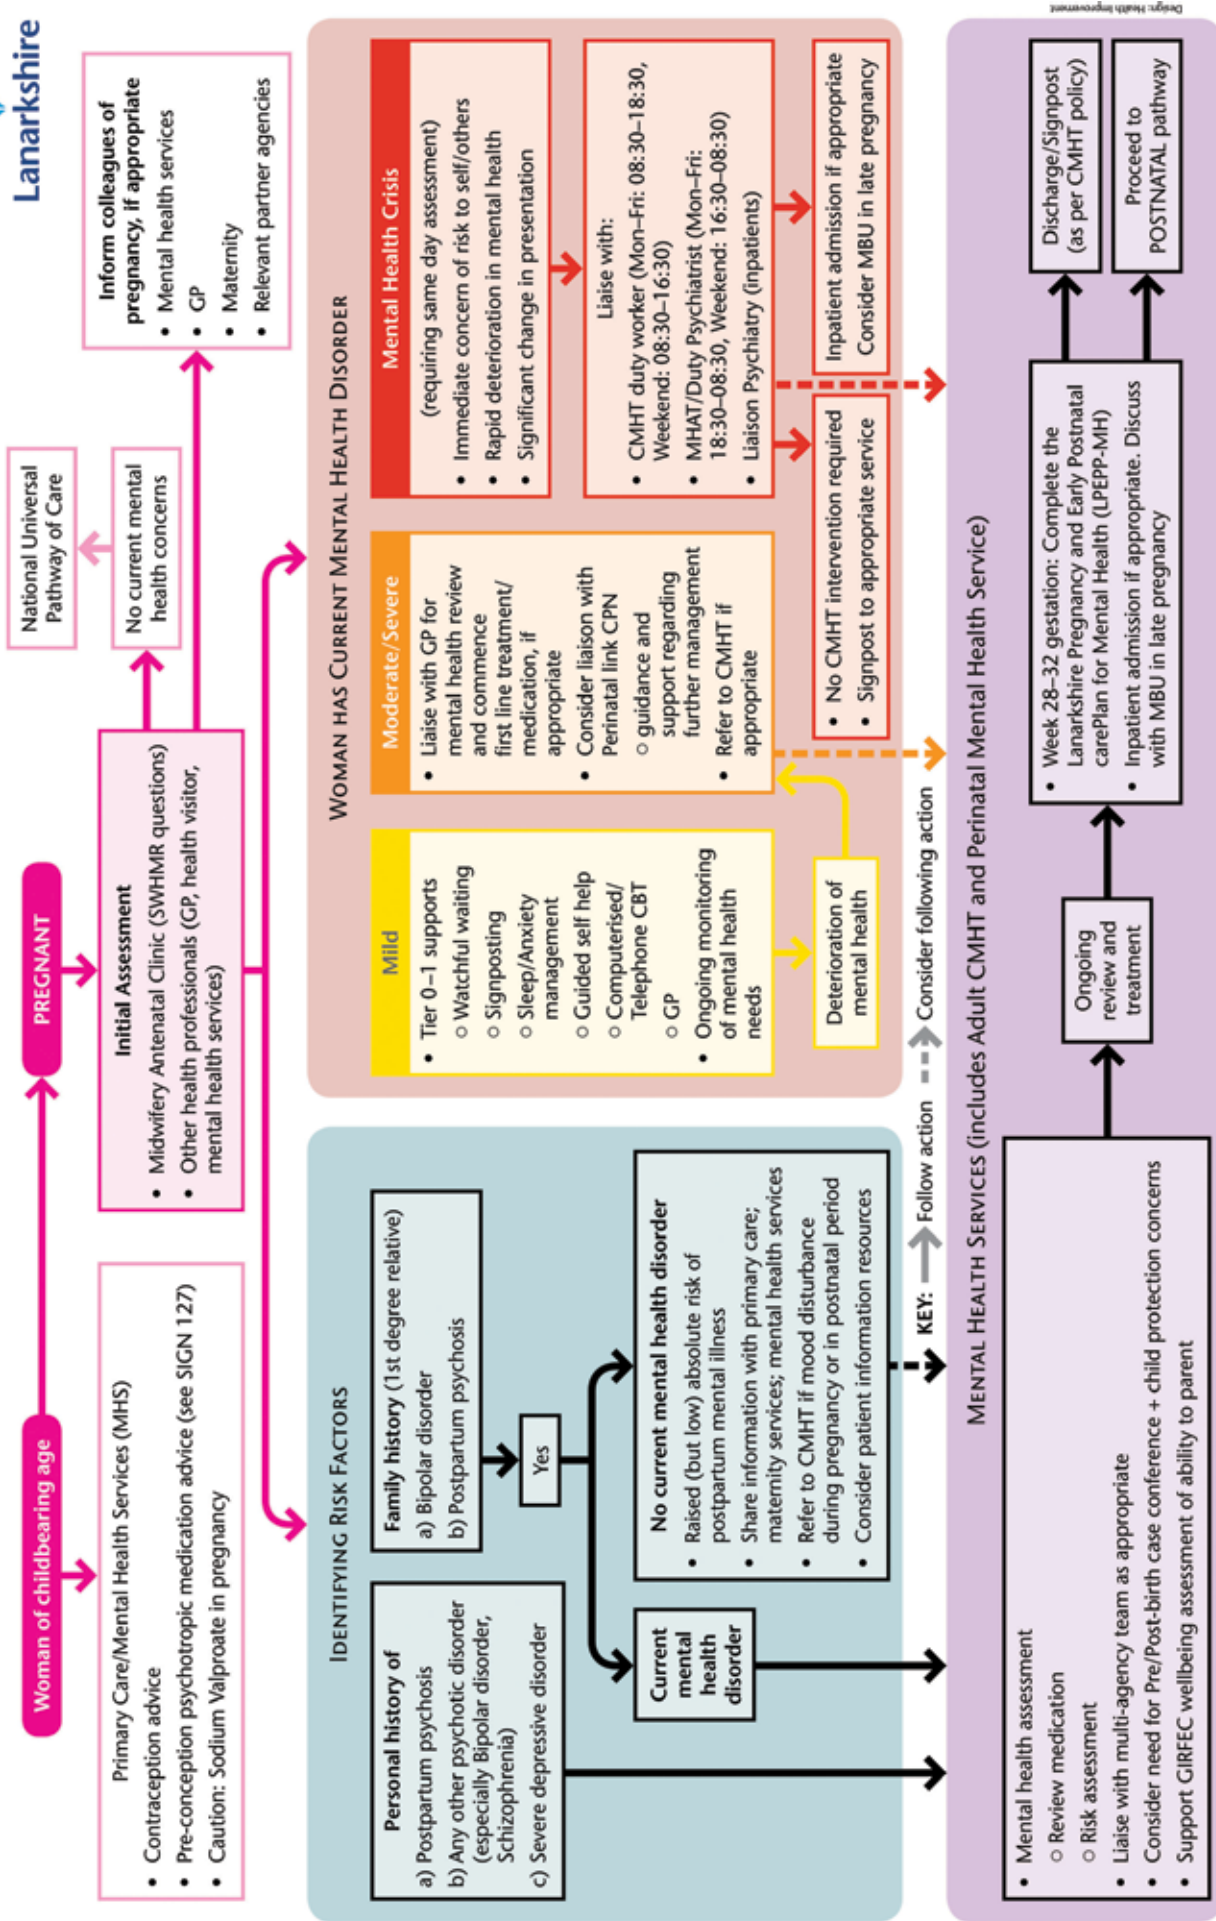 Lanarkshire
Woman of childbearing age
PREGNANT
Primary Care/Mental Health Services (MHS)
• Contraception advice
• Pre-conception psychotropic medication advice (see SIGN 127)
• Caution: Sodium Valproate in pregnancy
Initial Assessment
• Midwifery Antenatal Clinic (SWHMR questions)
• Other health professionals (GP, health visitor,
mental health services)
No current mental
health concerns
National Universal
Pathway of Care
Inform colleagues of
pregnancy, if appropriate
• Mental health services
• GP
• Maternity
• Relevant partner agencies
IDENTIFYING RISK FACTORS
Personal history of
a) Postpartum psychosis
b) Any other psychotic disorder
(especially Bipolar disorder,
Schizophrenia)
c) Severe depressive disorder
Family history (1st degree relative)
a) Bipolar disorder
b) Postpartum psychosis
Yes
Current
mental
health
disorder
No current mental health disorder
• Raised (but low) absolute risk of
postpartum mental illness
• Share information with primary care;
maternity services; mental health services
• Refer to CMHT if mood disturbance
during pregnancy or in postnatal period
• Consider patient information resources
WOMAN HAS CURRENT MENTAL HEALTH DISORDER
Mild
• Tier 0–1 supports
○ Watchful waiting
○ Signposting
○ Sleep/Anxiety
management
○ Guided self help
○ Computerised/
Telephone CBT
○ GP
• Ongoing monitoring
of mental health
needs
Deterioration of
mental health
Moderate/Severe
• Liaise with GP for
mental health review
and commence
first line treatment/
medication, if
appropriate
• Consider liaison with
Perinatal link CPN
○ guidance and
support regarding
further management
• Refer to CMHT if
appropriate
Mental Health Crisis
(requiring same day assessment)
• Immediate concern of risk to self/others
• Rapid deterioration in mental health
• Significant change in presentation
Liaise with:
• CMHT duty worker (Mon–Fri: 08:30–18:30,
Weekend: 08:30–16:30)
• MHAT/Duty Psychiatrist (Mon–Fri:
18:30–08:30, Weekend: 16:30–08:30)
• Liaison Psychiatry (inpatients)
• No CMHT intervention required
• Signpost to appropriate service
Inpatient admission if appropriate
Consider MBU in late pregnancy
KEY: Follow action Consider following action
MENTAL HEALTH SERVICES (includes Adult CMHT and Perinatal Mental Health Service)
• Mental health assessment
○ Review medication
○ Risk assessment
• Liaise with multi-agency team as appropriate
• Consider need for Pre/Post-birth case conference + child protection concerns
• Support GIRFEC wellbeing assessment of ability to parent
Ongoing
review and
treatment
• Week 28–32 gestation: Complete the
Lanarkshire Pregnancy and Early Postnatal
carePlan for Mental Health (LPEPP-MH)
• Inpatient admission if appropriate. Discuss
with MBU in late pregnancy
Discharge/Signpost
(as per CMHT policy)
Proceed to
POSTNATAL pathway
Design: Health Improvement